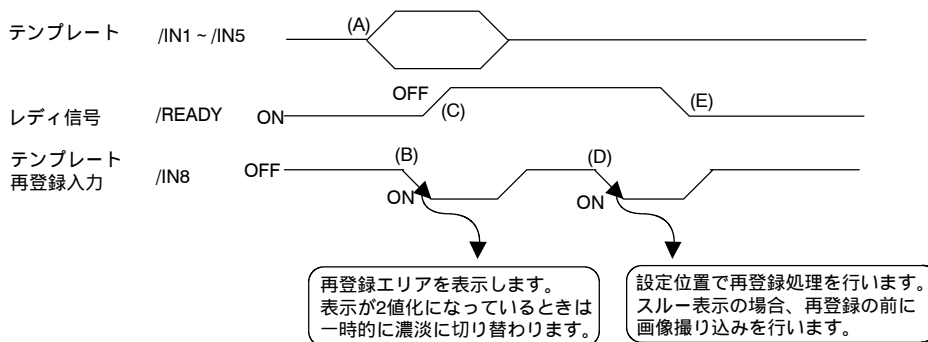 テンプレート /IN1 ~ /IN5 (A)
レディ信号 /READY ON OFF (C) (E)
テンプレート
再登録入力 /IN8 OFF (B) ON (D) ON
再登録エリアを表示します。
表示が2値化になっているときは
一時的に濃淡に切り替わります。
設定位置で再登録処理を行います。
スルー表示の場合、再登録の前に
画像撮り込みを行います。